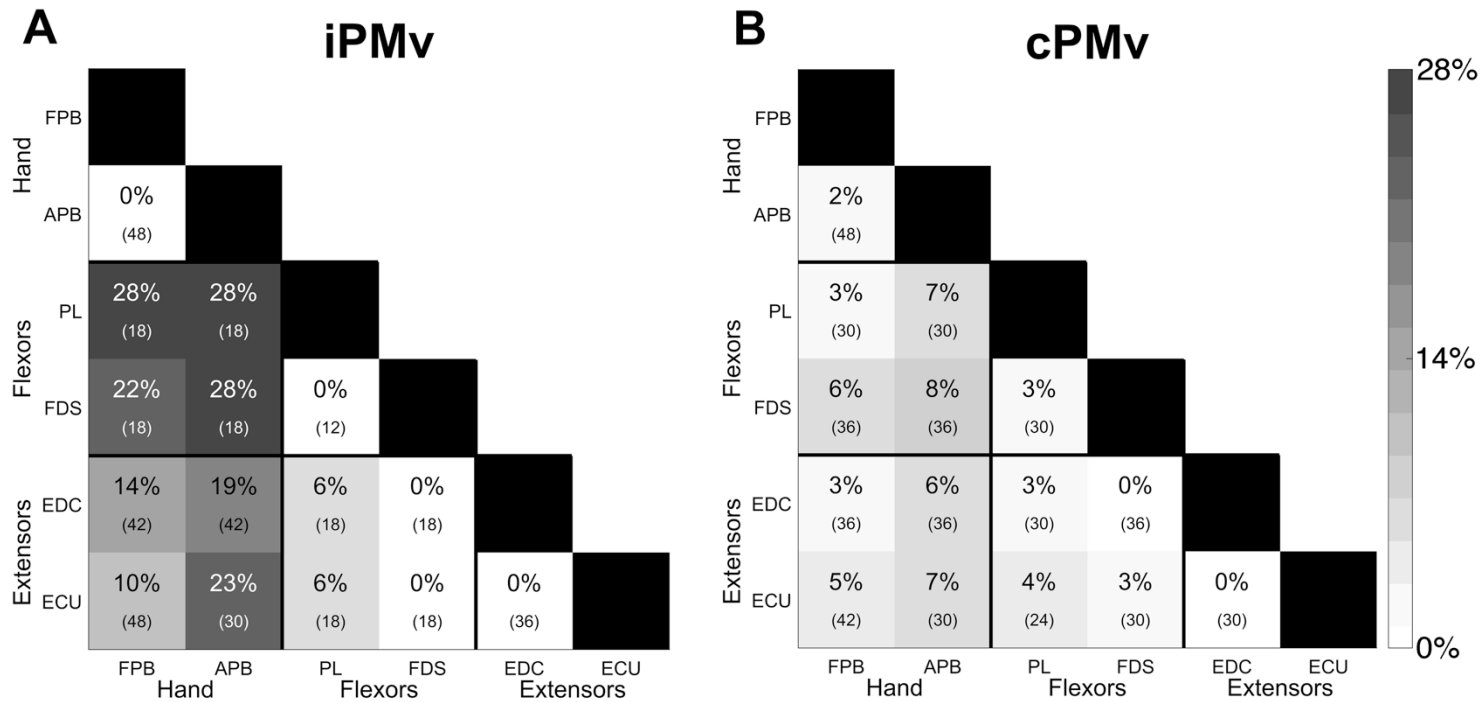 A
iPMv
Hand
FPB
APB
0%
(48)
Flexors
PL
28%
28%
(18)
(18)
FDS
22%
28%
0%
(18)
(18)
(12)
Extensors
EDC
14%
19%
6%
0%
(42)
(42)
(18)
(18)
ECU
10%
23%
6%
0%
0%
(48)
(30)
(18)
(18)
(36)
FPB
APB
PL
FDS
EDC
ECU
Hand
Flexors
Extensors
B
cPMv
Hand
FPB
APB
2%
(48)
Flexors
PL
3%
7%
(30)
(30)
FDS
6%
8%
3%
(36)
(36)
(30)
Extensors
EDC
3%
6%
3%
0%
(36)
(36)
(30)
(36)
ECU
5%
7%
4%
3%
0%
(42)
(30)
(24)
(30)
(30)
FPB
APB
PL
FDS
EDC
ECU
Hand
Flexors
Extensors
28%
14%
0%